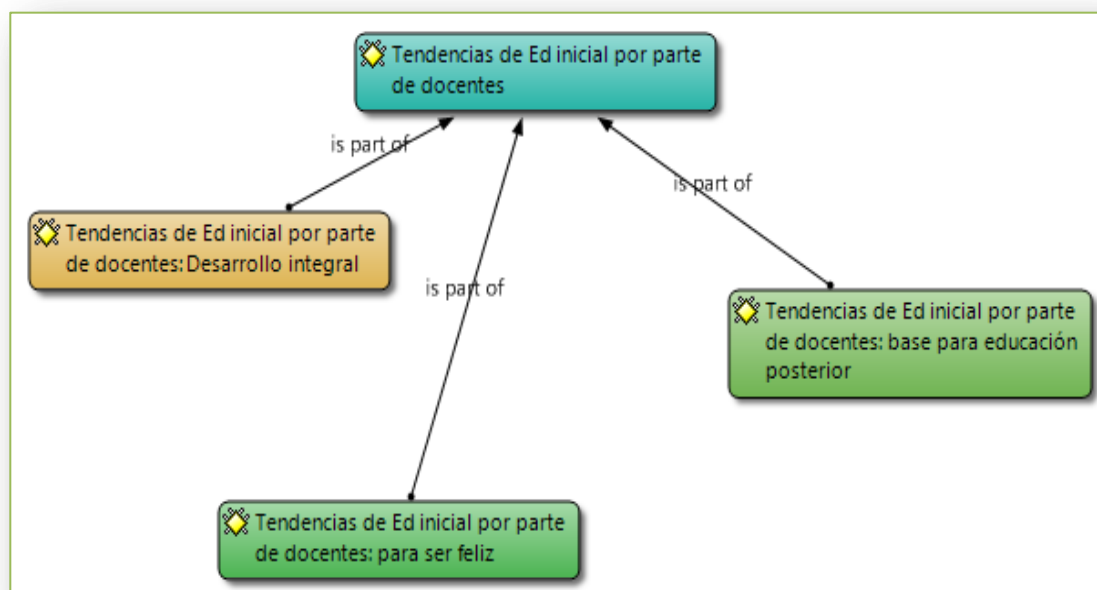 Tendencias de Ed inicial por parte
de docentes
is part of
is part of
Tendencias de Ed inicial por parte
de docentes: Desarrollo integral
is part of
Tendencias de Ed inicial por parte
de docentes: base para educación
posterior
Tendencias de Ed inicial por parte
de docentes: para ser feliz